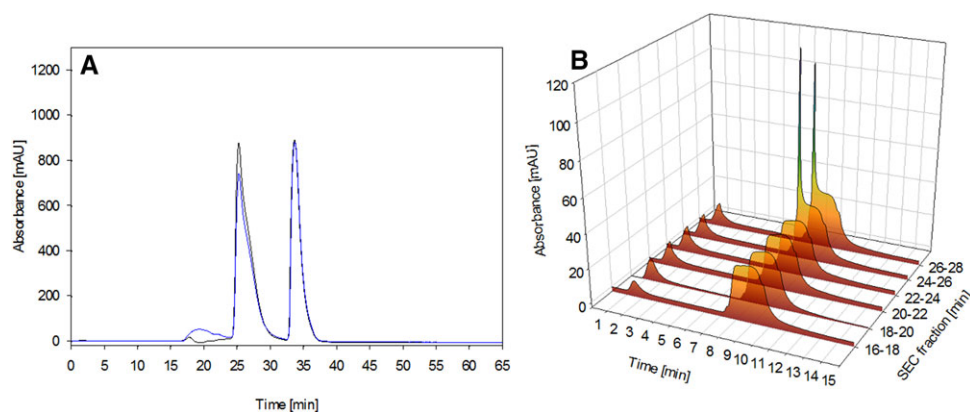 A
Absorbance [mAU]
1200
1000
800
600
400
200
0
0 5 10 15 20 25 30 35 40 45 50 55 60 65
Time [min]
B
Absorbance [mAU]
120
100
80
60
40
20
0
1 2 3 4 5 6 7 8 9 10 11 12 13 14 15
Time [min]
26-28
24-26
22-24
20-22
18-20
16-18
SEC fraction [min]